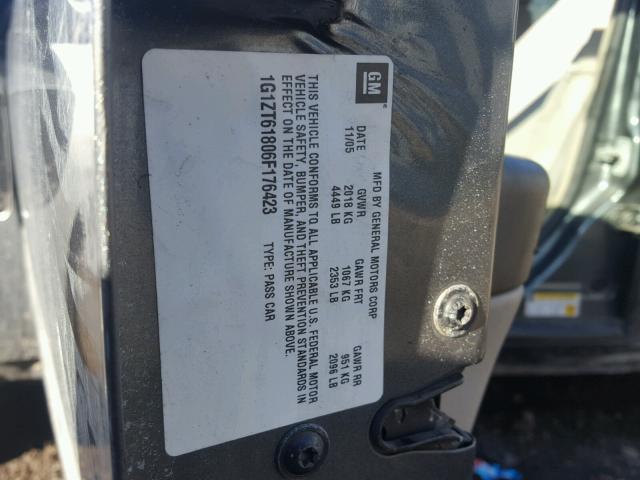 GM
MFD BY GENERAL MOTORS CORP
DATE GVWR GAWR FRT GAWR RR
11/05 2018 KG 1067 KG 951 KG
4449 LB 2353 LB 2096 LB
THIS VEHICLE CONFORMS TO ALL APPLICABLE U.S. FEDERAL MOTOR
VEHICLE SAFETY, BUMPER, AND THEFT PREVENTION STANDARDS IN
EFFECT ON THE DATE OF MANUFACTURE SHOWN ABOVE.
1G1ZT61806F176423 TYPE: PASS CAR